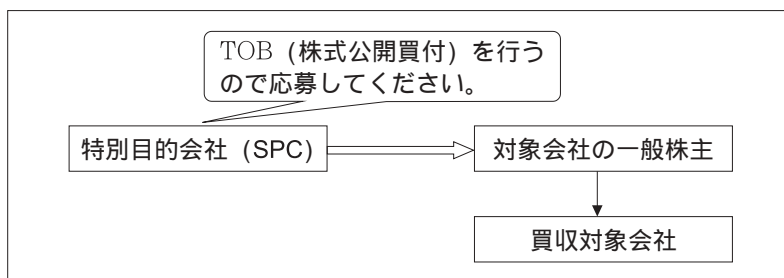 TOB (株式公開買付) を行う
ので応募してください。
特別目的会社 (SPC)
対象会社の一般株主
買収対象会社